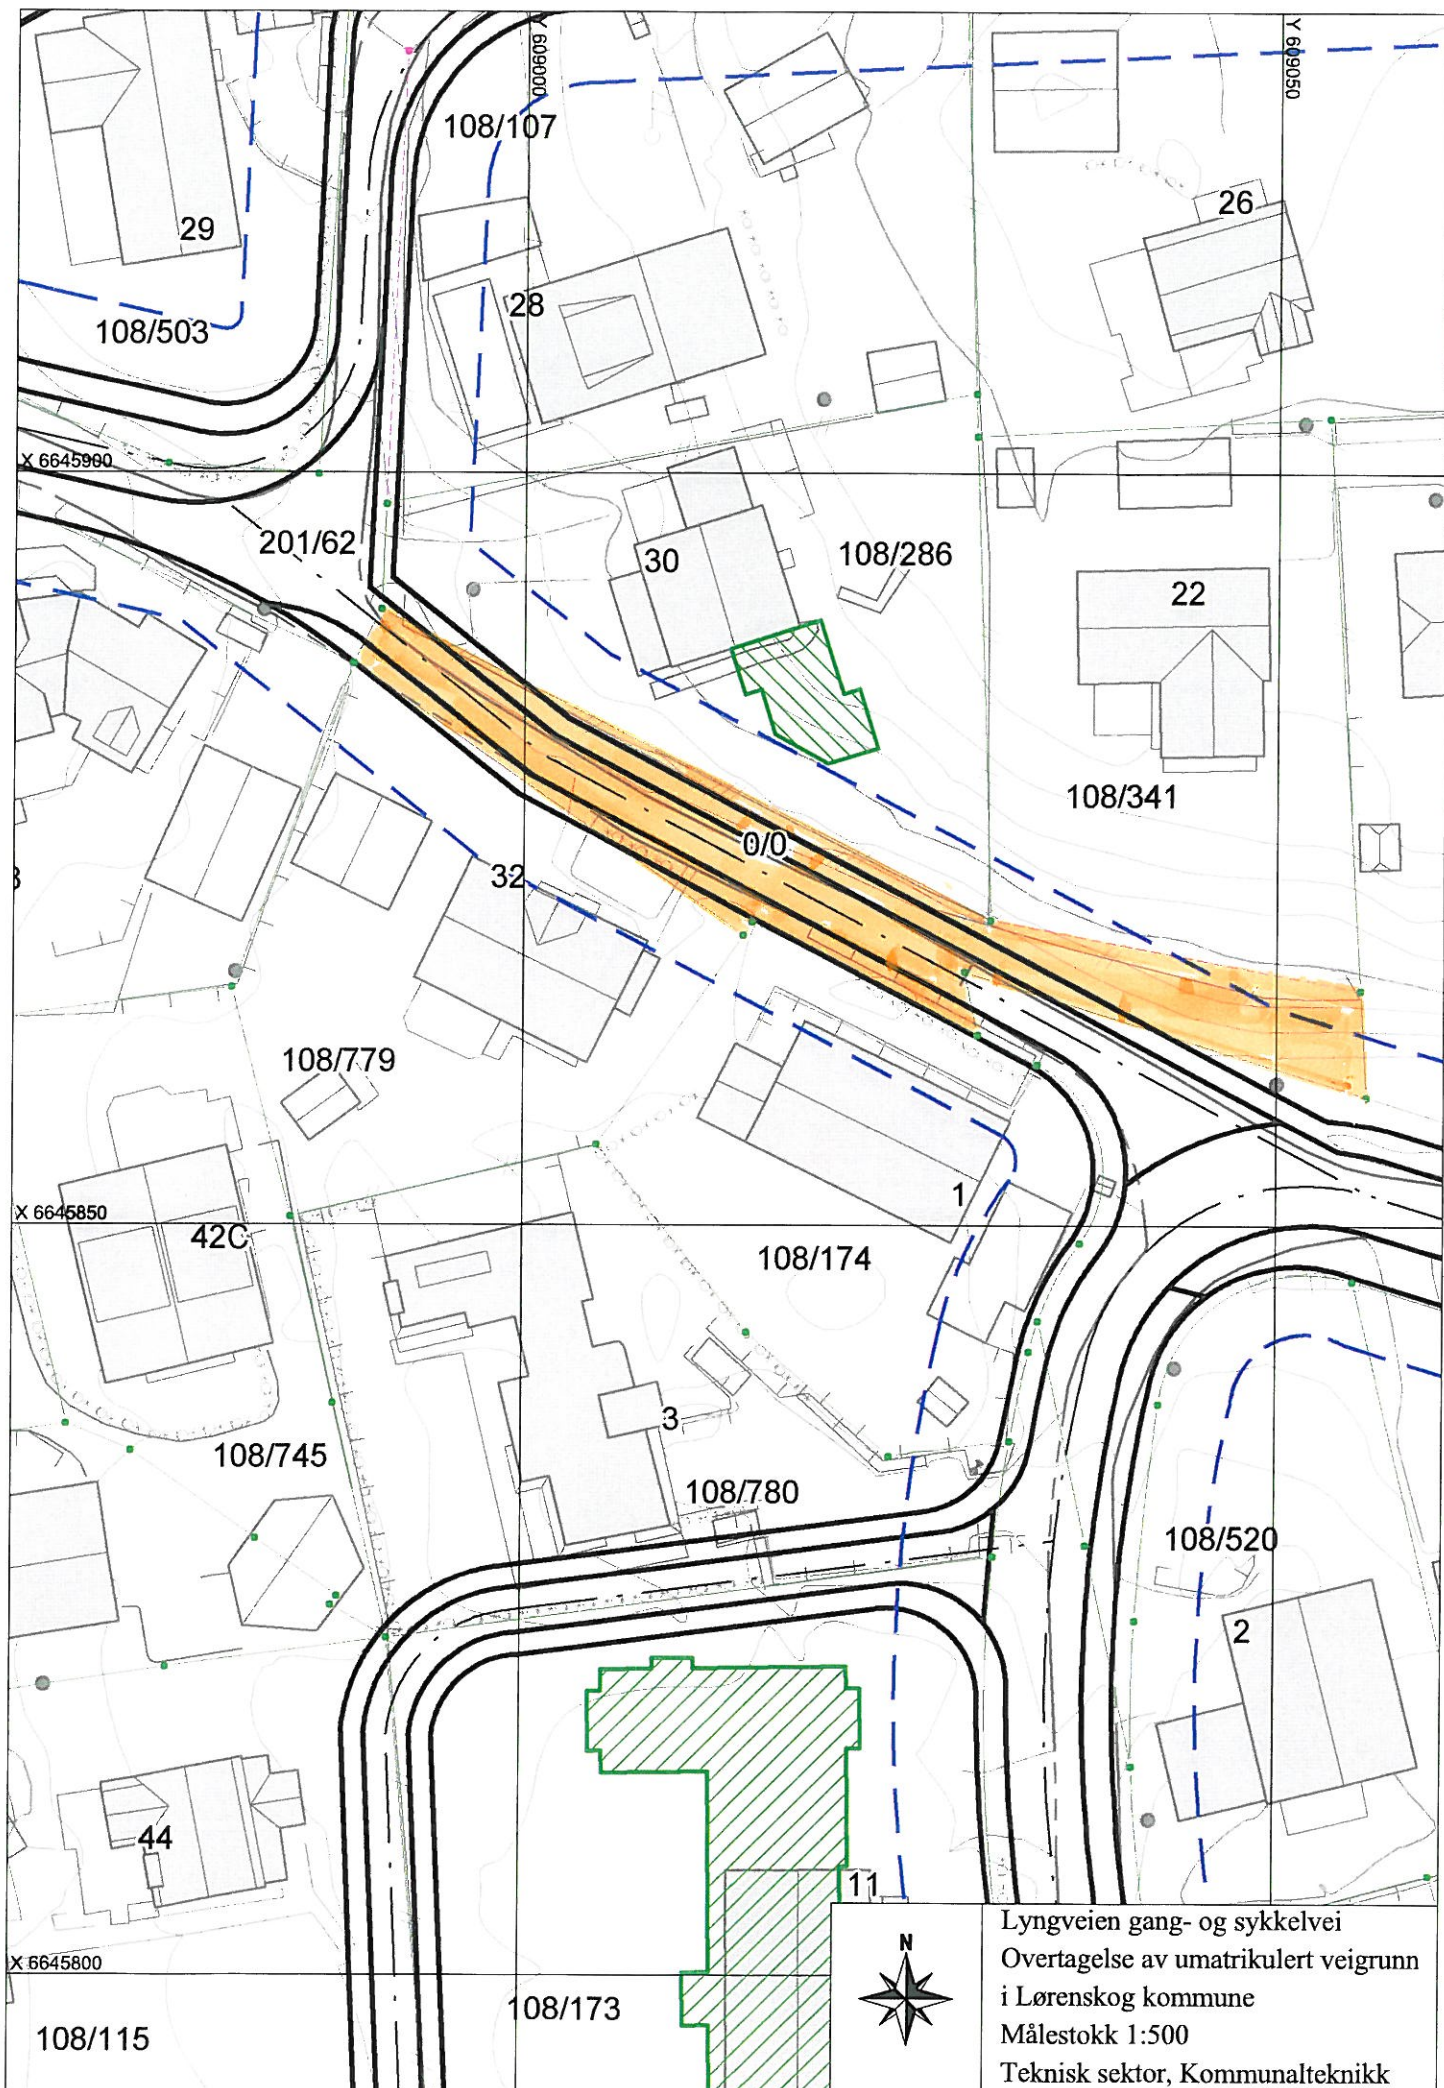 Y 609000
Y 609050
108/107
26
29
28
108/503
X 6645900
201/62
30
108/286
22
108/341
0/0
32
108/779
1
X 6645850
42C
108/174
3
108/745
108/780
108/520
2
44
11
X 6645800
108/173
108/115
N
Lyngveien gang- og sykkelvei
Overtagelse av umatrikulert veigrunn
i Lørenskog kommune
Målestokk 1:500
Teknisk sektor, Kommunalteknikk